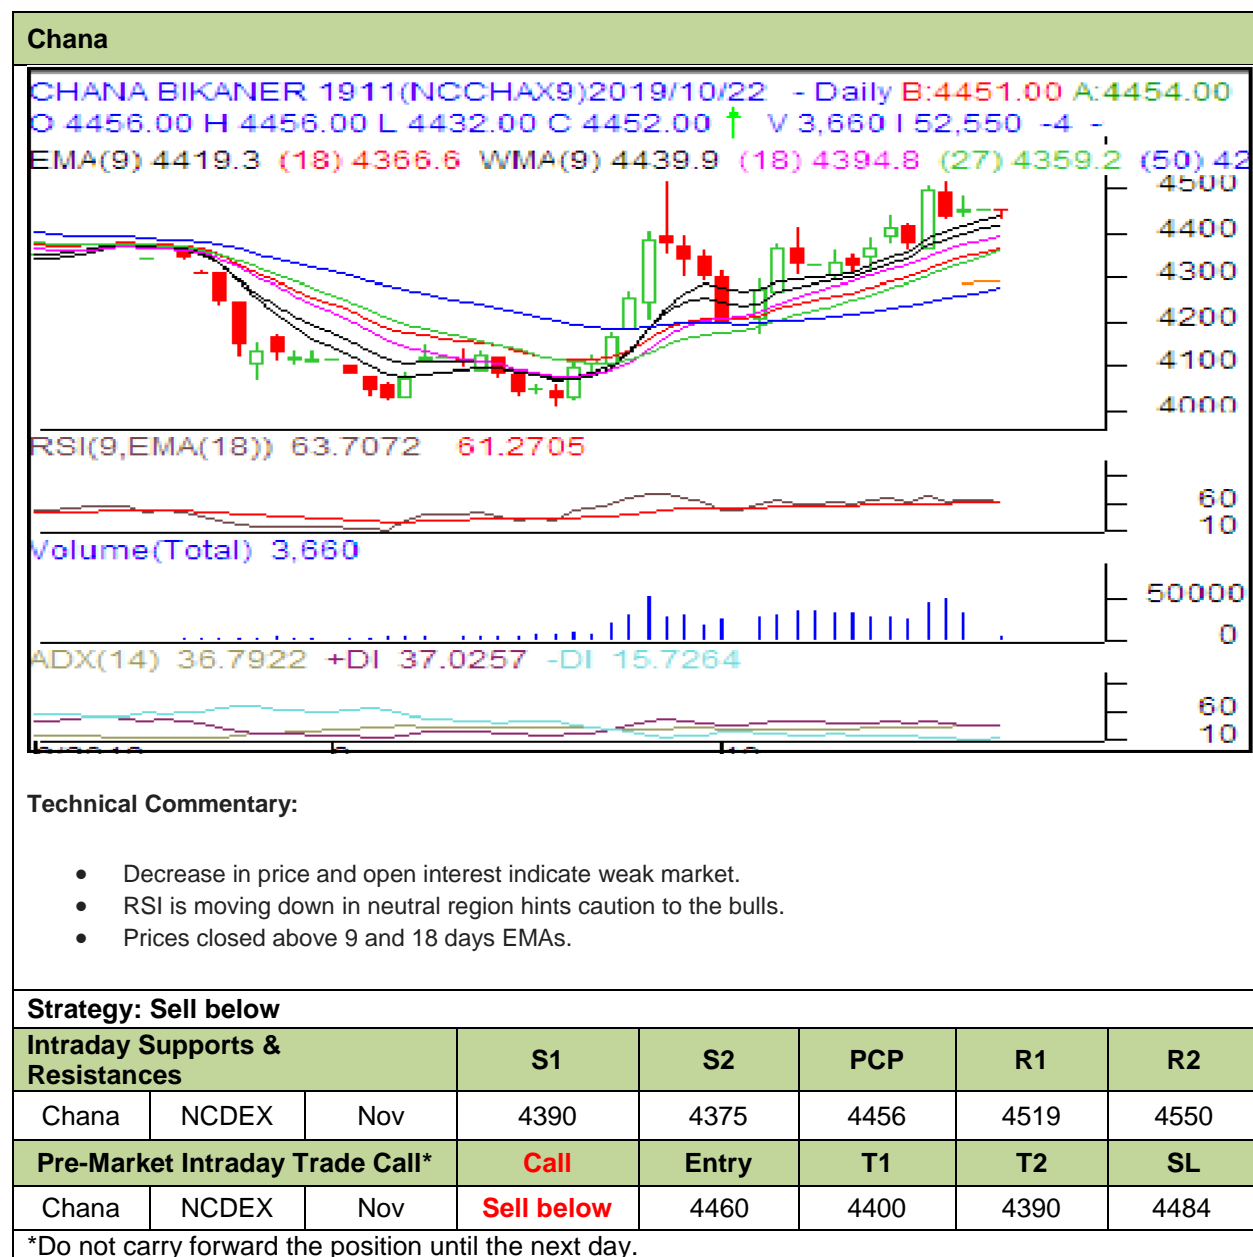 Chana
CHANA BIKANER 1911(NCCHAX9)2019/10/22 - Daily B:4451.00 A:4454.00
O 4456.00 H 4456.00 L 4432.00 C 4452.00 V 3,660 I 52,550 -4 -
EMA(9) 4419.3 (18) 4366.6 WMA(9) 4439.9 (18) 4394.8 (27) 4359.2 (50) 42
4500
4400
4300
4200
4100
4000
RSI(9,EMA(18)) 63.7072 61.2705
60
10
Volume(Total) 3,660
50000
0
ADX(14) 36.7922 +DI 37.0257 -DI 15.7264
60
10
Technical Commentary:
• Decrease in price and open interest indicate weak market.
• RSI is moving down in neutral region hints caution to the bulls.
• Prices closed above 9 and 18 days EMAs.
Strategy: Sell below
Intraday Supports & Resistances S1 S2 PCP R1 R2
Chana NCDEX Nov 4390 4375 4456 4519 4550
Pre-Market Intraday Trade Call* Call Entry T1 T2 SL
Chana NCDEX Nov Sell below 4460 4400 4390 4484
*Do not carry forward the position until the next day.